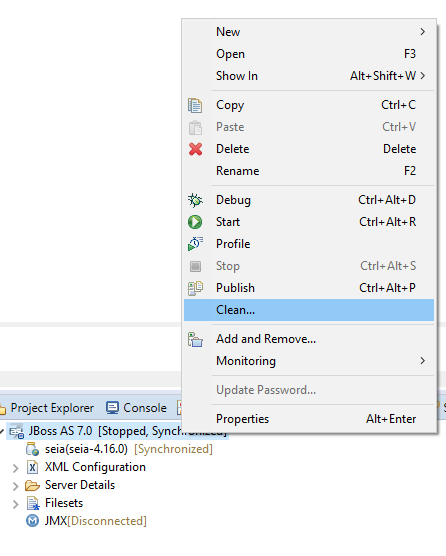 New
Open F3
Show In Alt+Shift+W
Copy Ctrl+C
Paste Ctrl+V
Delete Delete
Rename F2
Debug Ctrl+Alt+D
Start Ctrl+Alt+R
Profile
Stop Ctrl+Alt+S
Publish Ctrl+Alt+P
Clean...
Add and Remove...
Monitoring
Update Password...
Properties Alt+Enter
Project Explorer Console
JBoss AS 7.0 [Stopped, Synchronized]
seia(seia-4.16.0) [Synchronized]
XML Configuration
Server Details
Filesets
JMX[Disconnected]